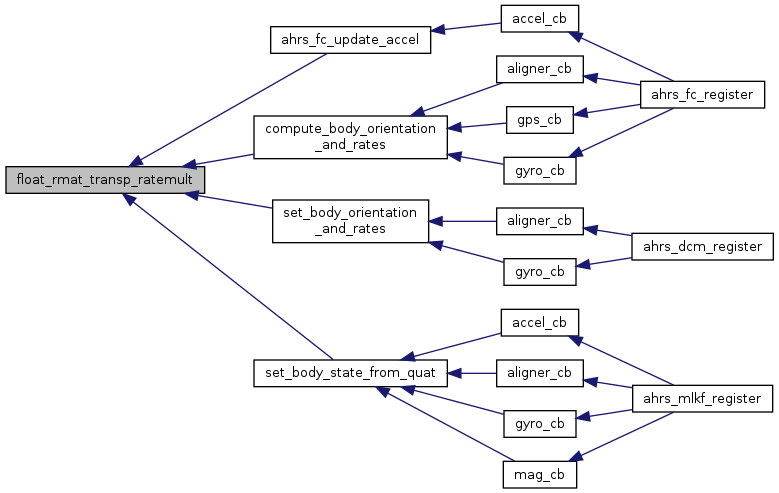 accel_cb
ahrs_fc_update_accel
aligner_cb
ahrs_fc_register
gps_cb
compute_body_orientation
_and_rates
gyro_cb
float_rmat_transp_ratemult
set_body_orientation
_and_rates
aligner_cb
ahrs_dcm_register
gyro_cb
accel_cb
set_body_state_from_quat
aligner_cb
ahrs_mlkf_register
gyro_cb
mag_cb